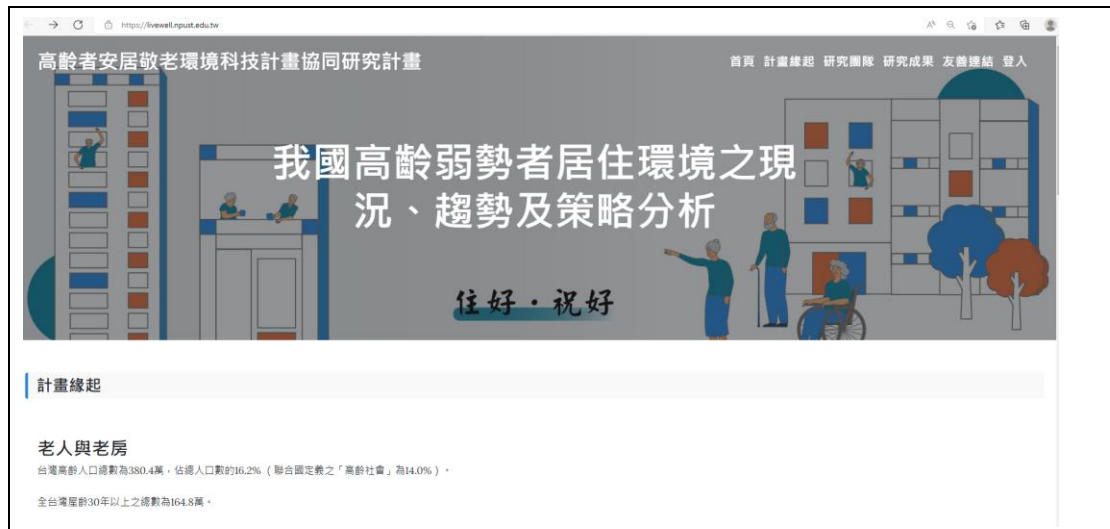 https://livewell.npust.edu.tw
高齡者安居敬老環境科技計畫協同研究計畫
首頁 計畫緣起 研究團隊 研究成果 友善連結 登入
我國高齡弱勢者居住環境之現
況、趨勢及策略分析
住好・祝好
計畫緣起
老人與老房
台灣高齡人口總數為380.4萬，佔總人口數的16.2%（聯合國定義之「高齡社會」為14.0%）。
全台灣屋齡30年以上之總數為164.8萬。